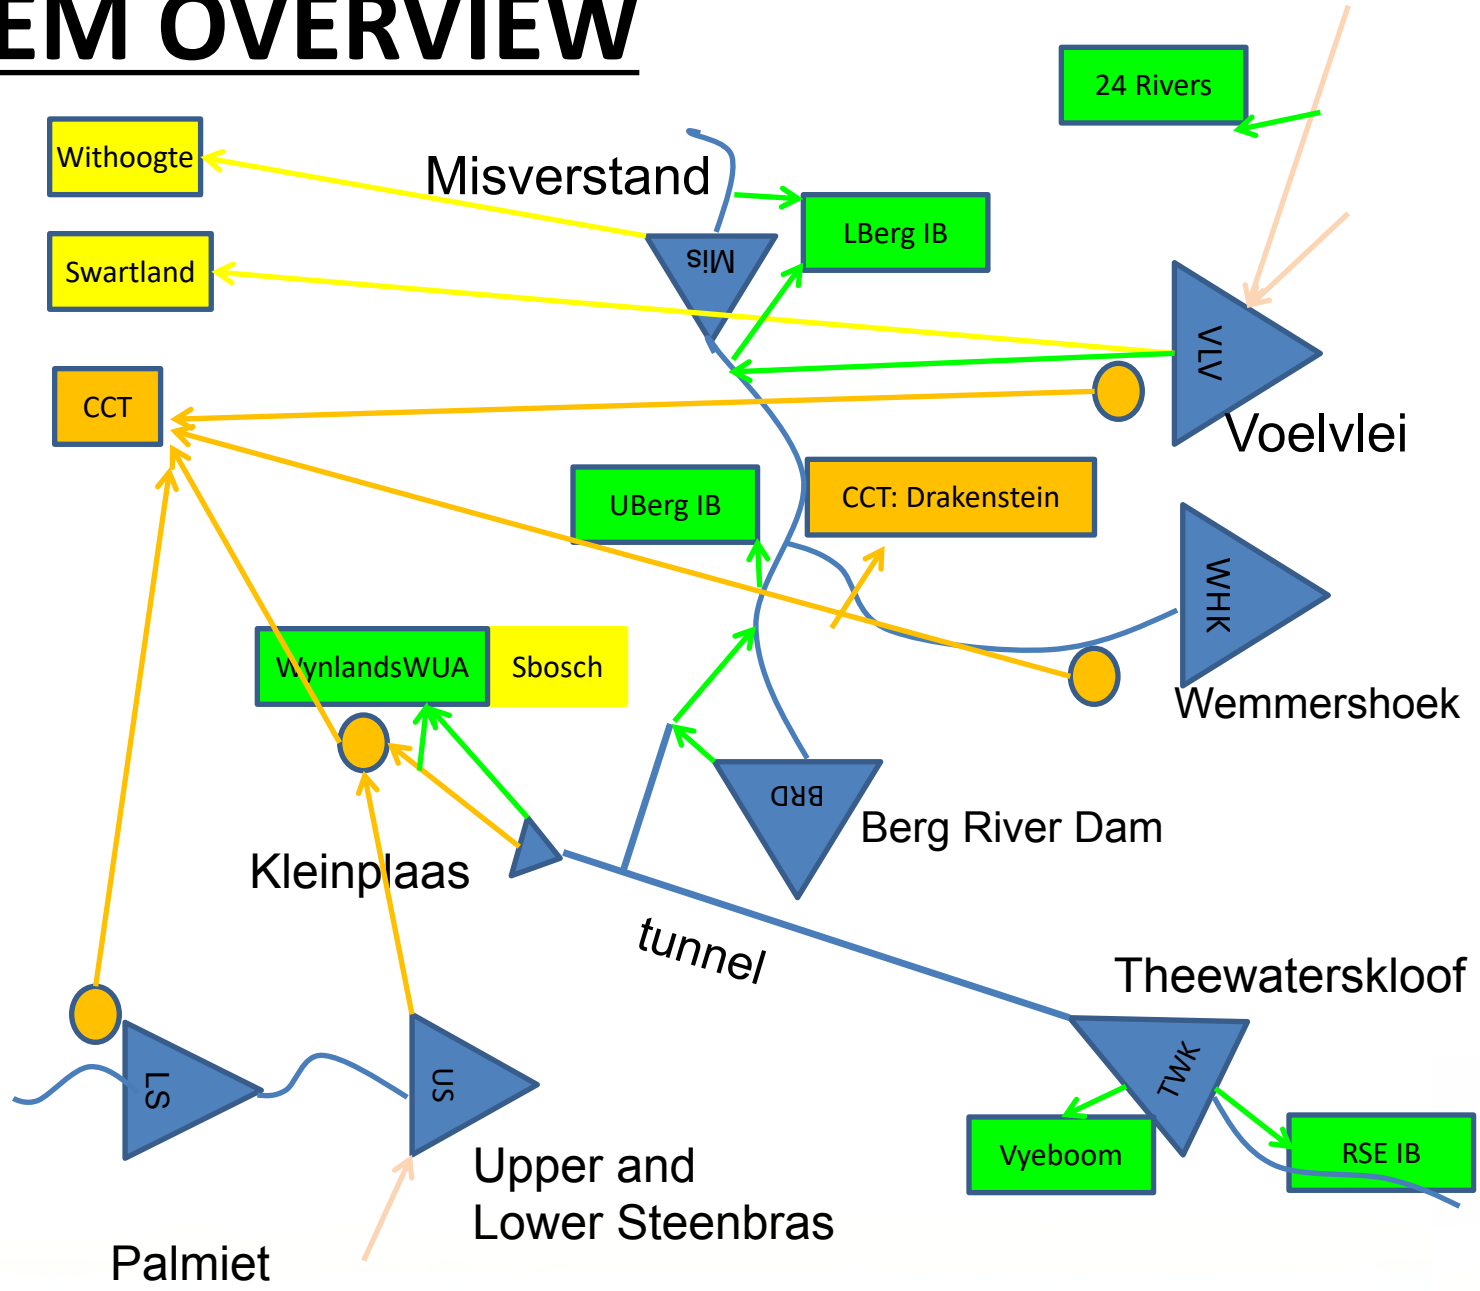 EM OVERVIEW
24 Rivers
Withoogte
Misverstand
LBerg IB
Swartland
Mis
VLV
CCT
Voelvlei
UBerg IB
CCT: Drakenstein
WHK
WynlandsWUA
Sbosch
Wemmershoek
BRD
Berg River Dam
Kleinplaas
tunnel
Theewaterskloof
TWK
LS
US
Vyeboom
RSE IB
Upper and
Lower Steenbras
Palmiet